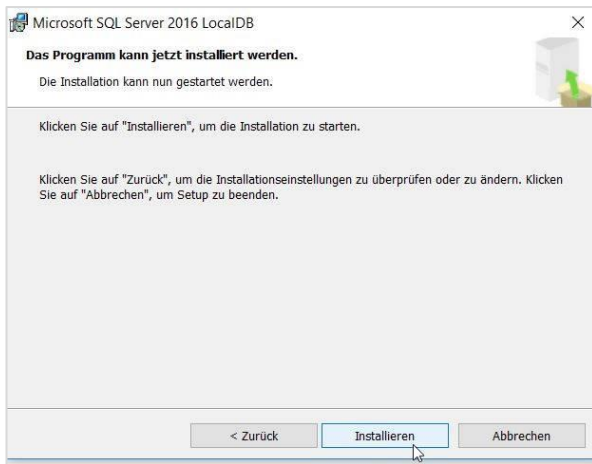 Microsoft SQL Server 2016 LocalDB
Das Programm kann jetzt installiert werden.
Die Installation kann nun gestartet werden.
Klicken Sie auf "Installieren", um die Installation zu starten.
Klicken Sie auf "Zurück", um die Installationseinstellungen zu überprüfen oder zu ändern. Klicken
Sie auf "Abbrechen", um Setup zu beenden.
< Zurück
Installieren
Abbrechen